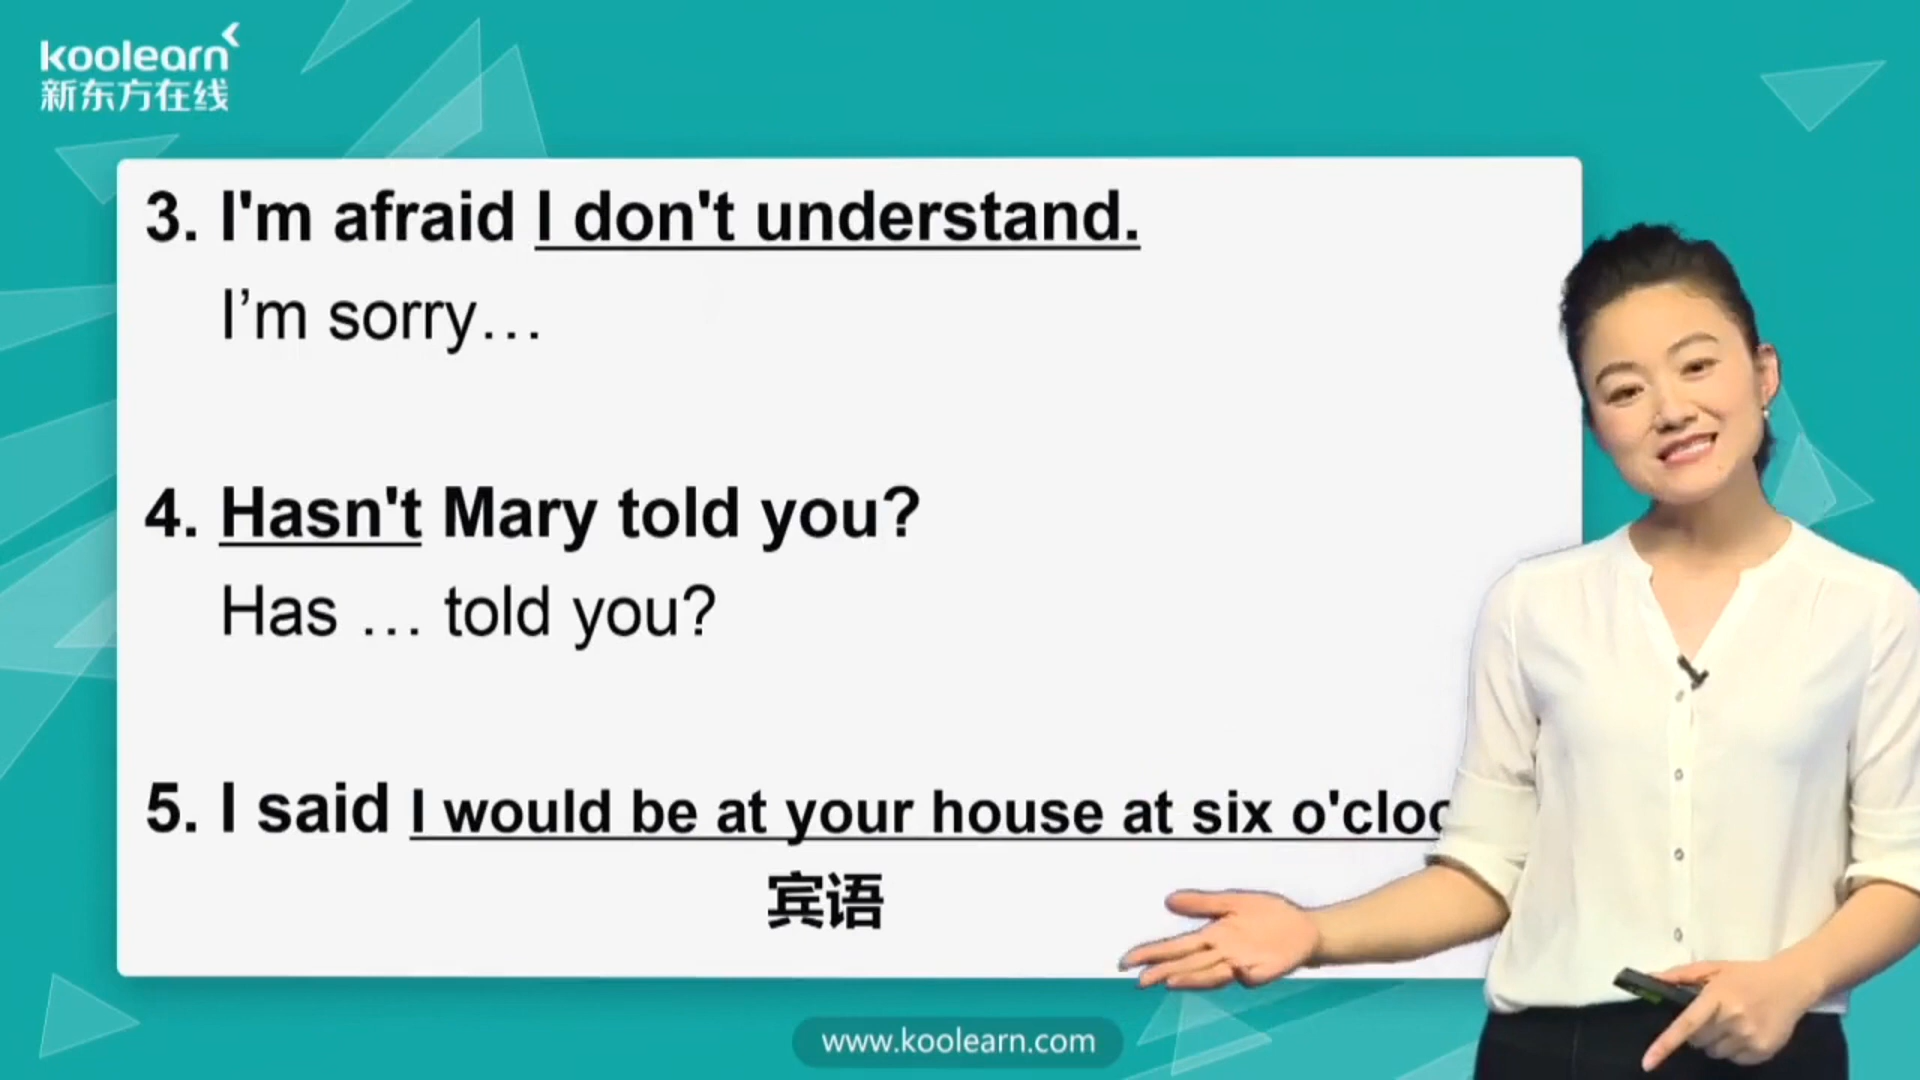 koolearn
新东方在线
3. I'm afraid I don't understand.
I’m sorry…
4. Hasn't Mary told you?
Has … told you?
5. I said I would be at your house at six
宾语
www.koolearn.com